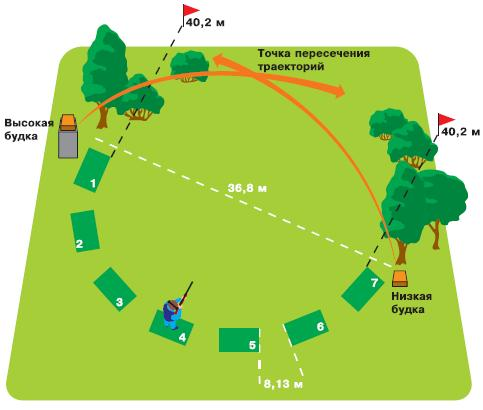 40,2 м
Точка пересечения
траекторий
Высокая
будка
40,2 м
1
36,8 м
2
3
7
Низкая
будка
4
5
6
8,13 м